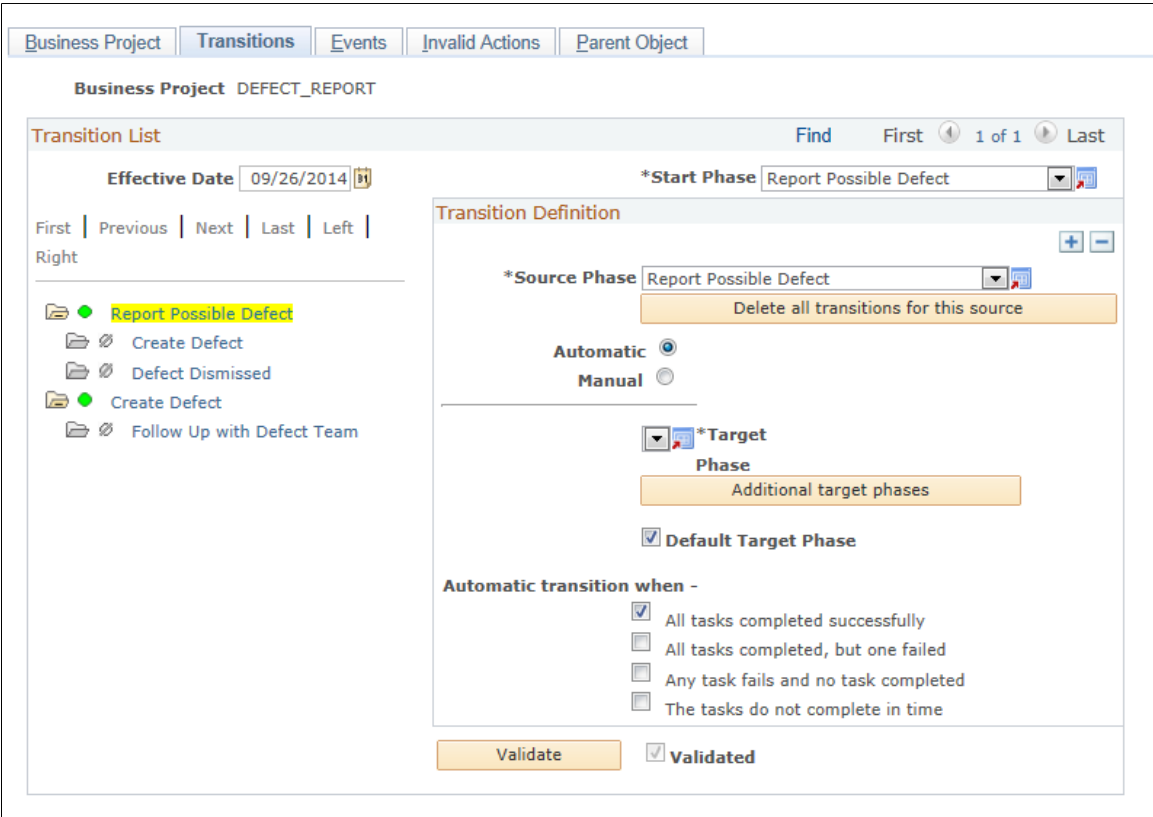 Business Project Transitions Events Invalid Actions Parent Object
Business Project DEFECT_REPORT
Transition List Find First 1 of 1 Last
Effective Date 09/26/2014 *Start Phase Report Possible Defect
First | Previous | Next | Last | Left |
Right
Transition Definition
*Source Phase Report Possible Defect
Delete all transitions for this source
Report Possible Defect
Create Defect
Defect Dismissed
Create Defect
Follow Up with Defect Team
Automatic
Manual
*Target
Phase
Additional target phases
Default Target Phase
Automatic transition when -
All tasks completed successfully
All tasks completed, but one failed
Any task fails and no task completed
The tasks do not complete in time
Validate Validated